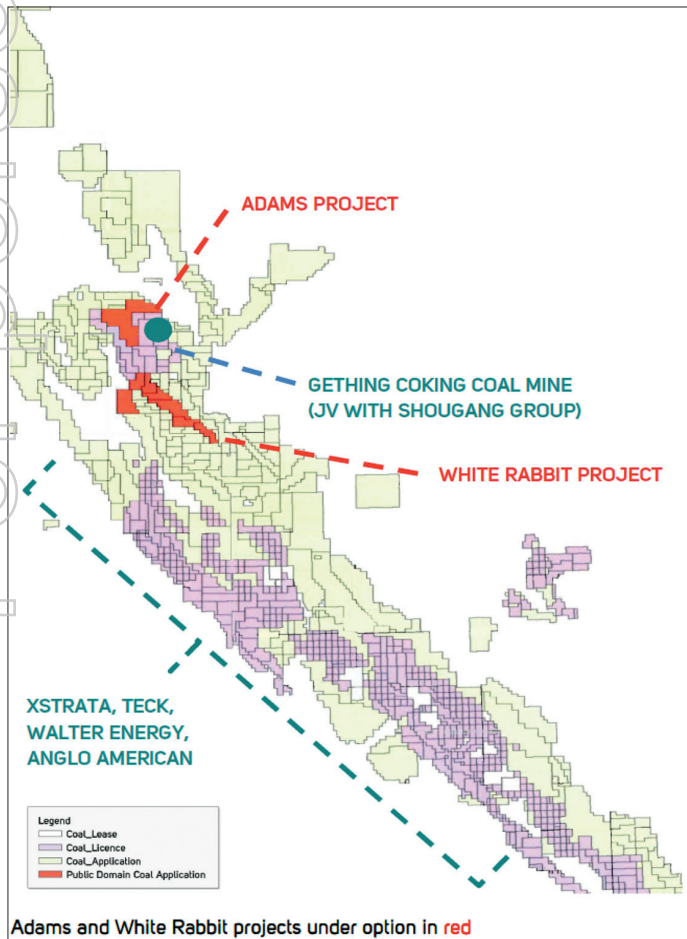 ADAMS PROJECT
GETHING COKING COAL MINE
(JV WITH SHOUGANG GROUP)
WHITE RABBIT PROJECT
XSTRATA, TECK,
WALTER ENERGY,
ANGLO AMERICAN
Legend
Coal_Lease
Coal_Licence
Coal_Application
Public Domain Coal Application
Adams and White Rabbit projects under option in red